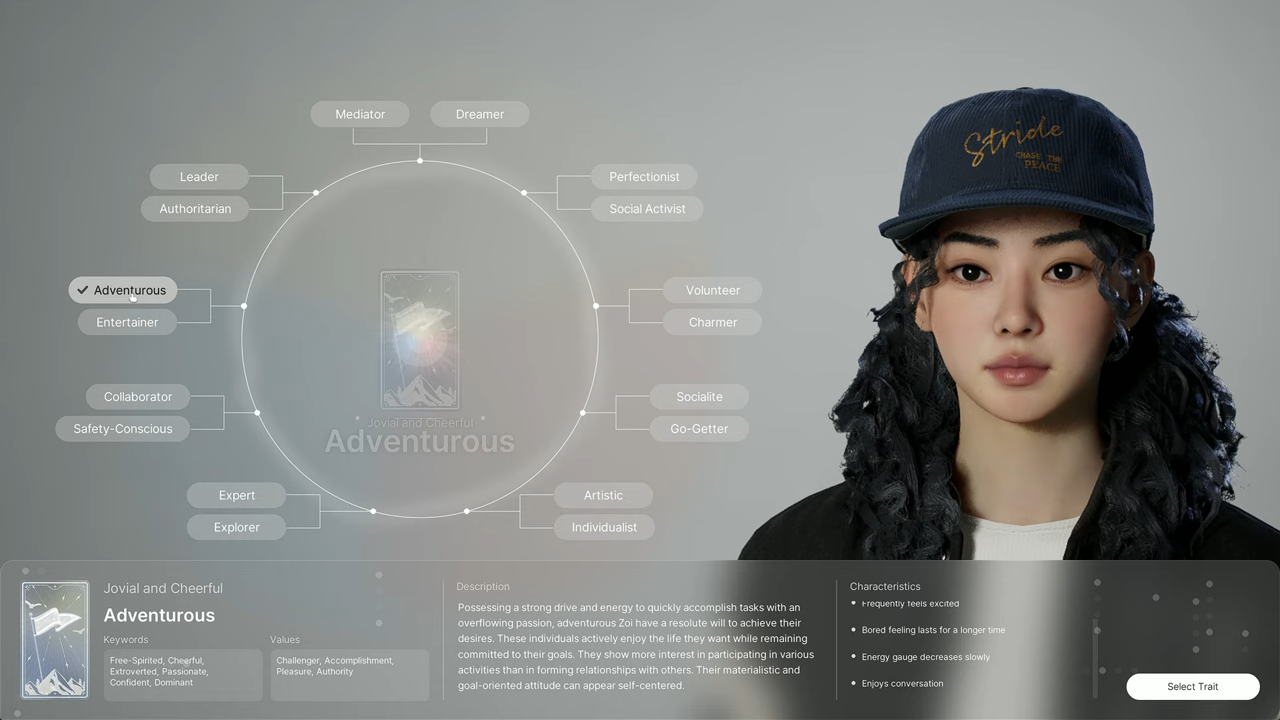 Mediator
Dreamer
Leader
Authoritarian
Perfectionist
Social Activist
Stride
CHASE THE
PEACE
Adventurous
Entertainer
Volunteer
Charmer
Collaborator
Safety-Conscious
Socialite
Go-Getter
Jovial and Cheerful
Adventurous
Expert
Explorer
Artistic
Individualist
Jovial and Cheerful
Adventurous
Keywords
Free-Spirited, Cheerful,
Extroverted, Passionate,
Confident, Dominant
Values
Challenger, Accomplishment,
Pleasure, Authority
Description
Possessing a strong drive and energy to quickly accomplish tasks with an
overflowing passion, adventurous Zoi have a resolute will to achieve their
desires. These individuals actively enjoy the life they want while remaining
committed to their goals. They show more interest in participating in various
activities than in forming relationships with others. Their materialistic and
goal-oriented attitude can appear self-centered.
Characteristics
Frequently feels excited
Bored feeling lasts for a longer time
Energy gauge decreases slowly
Enjoys conversation
Select Trait